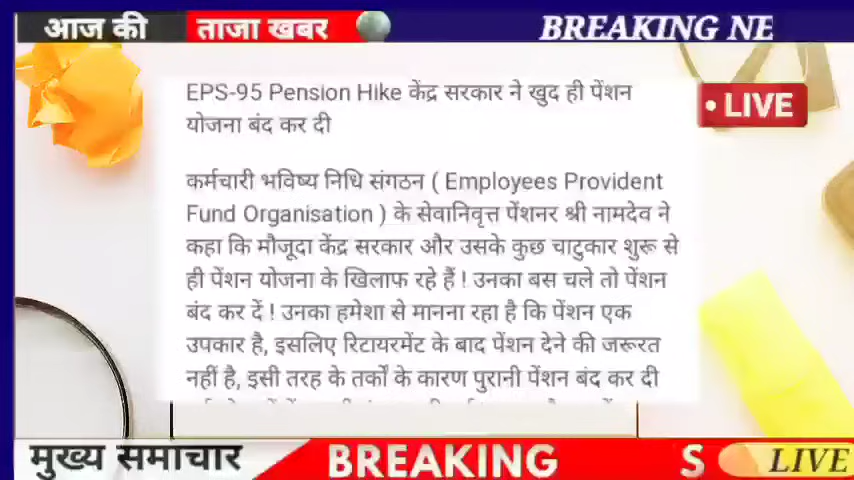 आज की ताजा खबर BREAKING NE
EPS-95 Pension Hike केंद्र सरकार ने खुद ही पेंशन
योजना बंद कर दी
• LIVE
कर्मचारी भविष्य निधि संगठन ( Employees Provident
Fund Organisation ) के सेवानिवृत्त पेंशनर श्री नामदेव ने
कहा कि मौजूदा केंद्र सरकार और उसके कुछ चाटुकार शुरू से
ही पेंशन योजना के खिलाफ रहे हैं ! उनका बस चले तो पेंशन
बंद कर दें ! उनका हमेशा से मानना रहा है कि पेंशन एक
उपकार है, इसलिए रिटायरमेंट के बाद पेंशन देने की जरूरत
नहीं है, इसी तरह के तर्कों के कारण पुरानी पेंशन बंद कर दी
मुख्य समाचार BREAKING S LIVE